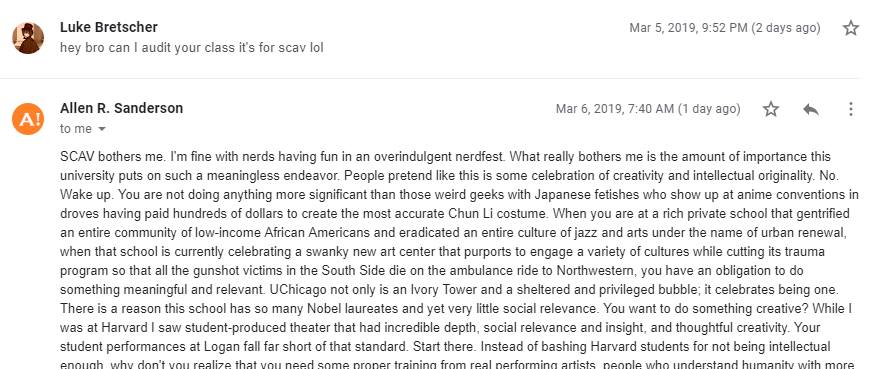 Luke Bretscher
Mar 5, 2019, 9:52 PM (2 days ago)
hey bro can I audit your class it's for scav lol
A!
Allen R. Sanderson
Mar 6, 2019, 7:40 AM (1 day ago)
to me
SCAV bothers me. I'm fine with nerds having fun in an overindulgent nerdfest. What really bothers me is the amount of importance this
university puts on such a meaningless endeavor. People pretend like this is some celebration of creativity and intellectual originality. No.
Wake up. You are not doing anything more significant than those weird geeks with Japanese fetishes who show up at anime conventions in
droves having paid hundreds of dollars to create the most accurate Chun Li costume. When you are at a rich private school that gentrified
an entire community of low-income African Americans and eradicated an entire culture of jazz and arts under the name of urban renewal,
when that school is currently celebrating a swanky new art center that purports to engage a variety of cultures while cutting its trauma
program so that all the gunshot victims in the South Side die on the ambulance ride to Northwestern, you have an obligation to do
something meaningful and relevant. UChicago not only is an Ivory Tower and a sheltered and privileged bubble; it celebrates being one.
There is a reason this school has so many Nobel laureates and yet very little social relevance. You want to do something creative? While I
was at Harvard I saw student-produced theater that had incredible depth, social relevance and insight, and thoughtful creativity. Your
student performances at Logan fall far short of that standard. Start there. Instead of bashing Harvard students for not being intellectual
enough, why don't you realize that you need some proper training from real performing artists, people who understand humanity with more